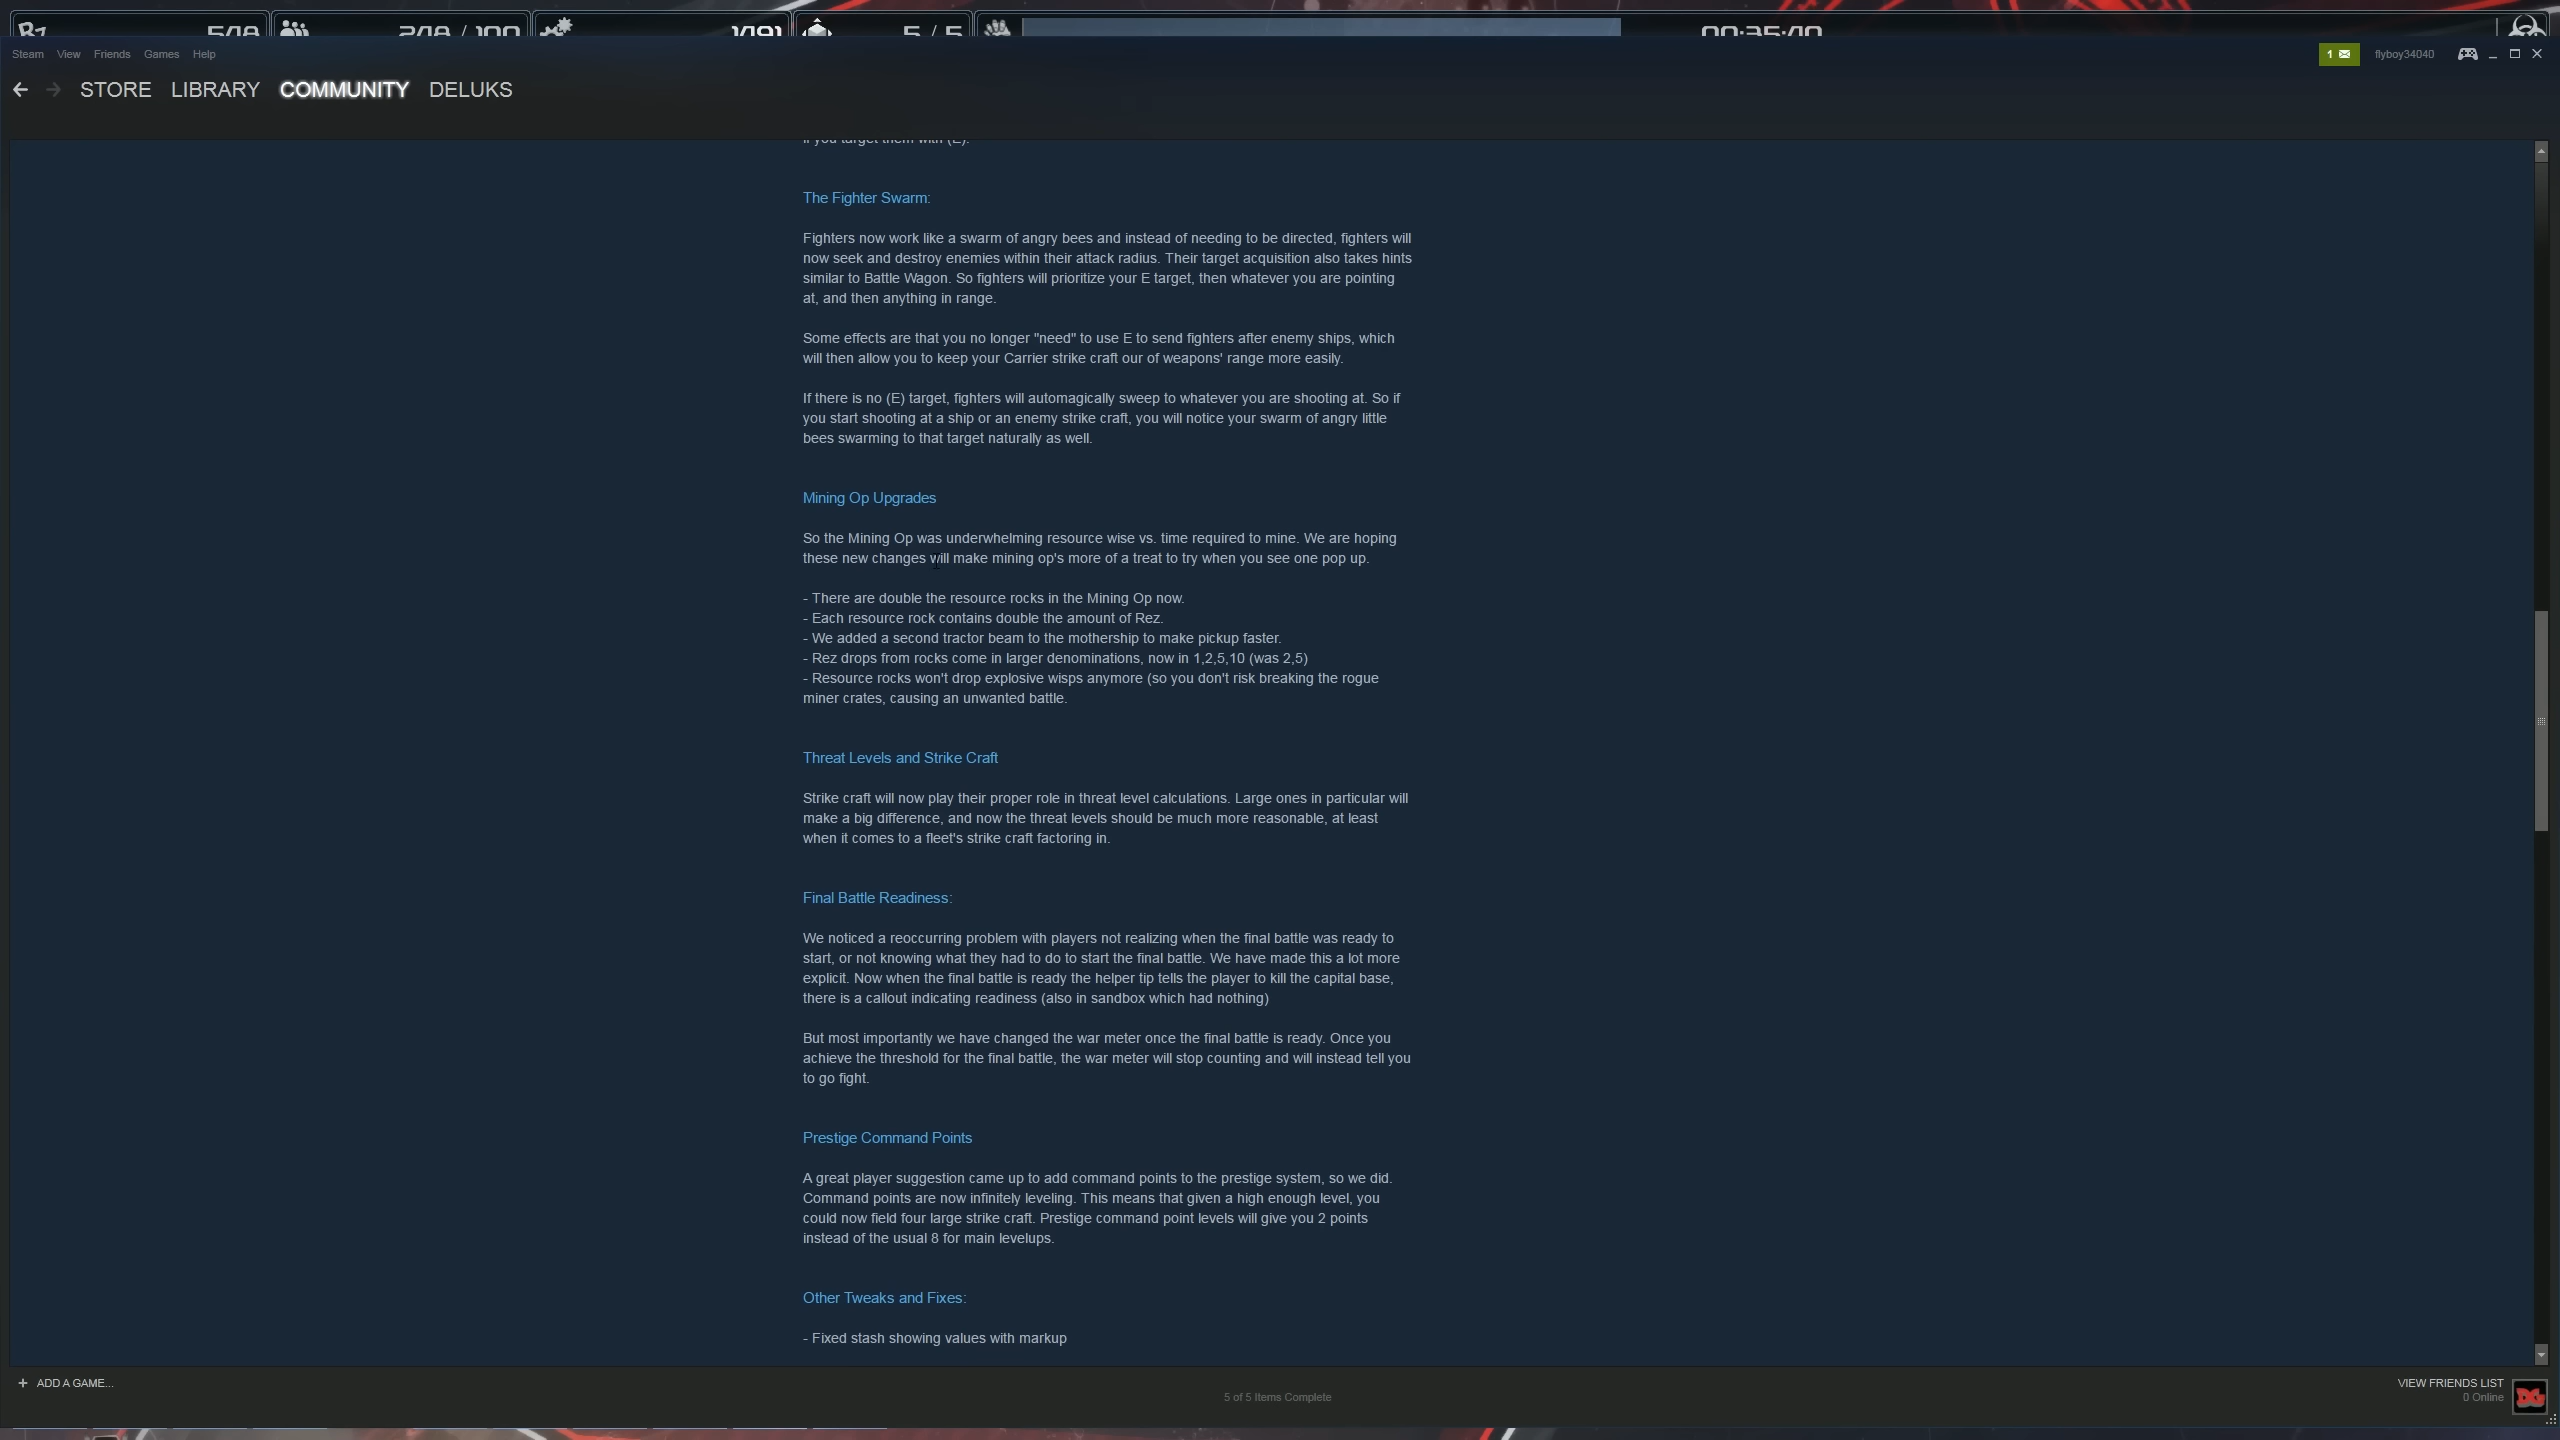 Steam View Friends Games Help
1
flyboy34040
STORE LIBRARY COMMUNITY DELUKS
if you target them with (E).
The Fighter Swarm:
Fighters now work like a swarm of angry bees and instead of needing to be directed, fighters will
now seek and destroy enemies within their attack radius. Their target acquisition also takes hints
similar to Battle Wagon. So fighters will prioritize your E target, then whatever you are pointing
at, and then anything in range.
Some effects are that you no longer "need" to use E to send fighters after enemy ships, which
will then allow you to keep your Carrier strike craft our of weapons' range more easily.
If there is no (E) target, fighters will automagically sweep to whatever you are shooting at. So if
you start shooting at a ship or an enemy strike craft, you will notice your swarm of angry little
bees swarming to that target naturally as well.
Mining Op Upgrades
So the Mining Op was underwhelming resource wise vs. time required to mine. We are hoping
these new changes will make mining op's more of a treat to try when you see one pop up.
- There are double the resource rocks in the Mining Op now.
- Each resource rock contains double the amount of Rez.
- We added a second tractor beam to the mothership to make pickup faster.
- Rez drops from rocks come in larger denominations, now in 1,2,5,10 (was 2,5)
- Resource rocks won't drop explosive wisps anymore (so you don't risk breaking the rogue
miner crates, causing an unwanted battle.
Threat Levels and Strike Craft
Strike craft will now play their proper role in threat level calculations. Large ones in particular will
make a big difference, and now the threat levels should be much more reasonable, at least
when it comes to a fleet's strike craft factoring in.
Final Battle Readiness:
We noticed a reoccurring problem with players not realizing when the final battle was ready to
start, or not knowing what they had to do to start the final battle. We have made this a lot more
explicit. Now when the final battle is ready the helper tip tells the player to kill the capital base,
there is a callout indicating readiness (also in sandbox which had nothing)
But most importantly we have changed the war meter once the final battle is ready. Once you
achieve the threshold for the final battle, the war meter will stop counting and will instead tell you
to go fight.
Prestige Command Points
A great player suggestion came up to add command points to the prestige system, so we did.
Command points are now infinitely leveling. This means that given a high enough level, you
could now field four large strike craft. Prestige command point levels will give you 2 points
instead of the usual 8 for main levelups.
Other Tweaks and Fixes:
- Fixed stash showing values with markup
+ ADD A GAME...
5 of 5 Items Complete
VIEW FRIENDS LIST
0 Online